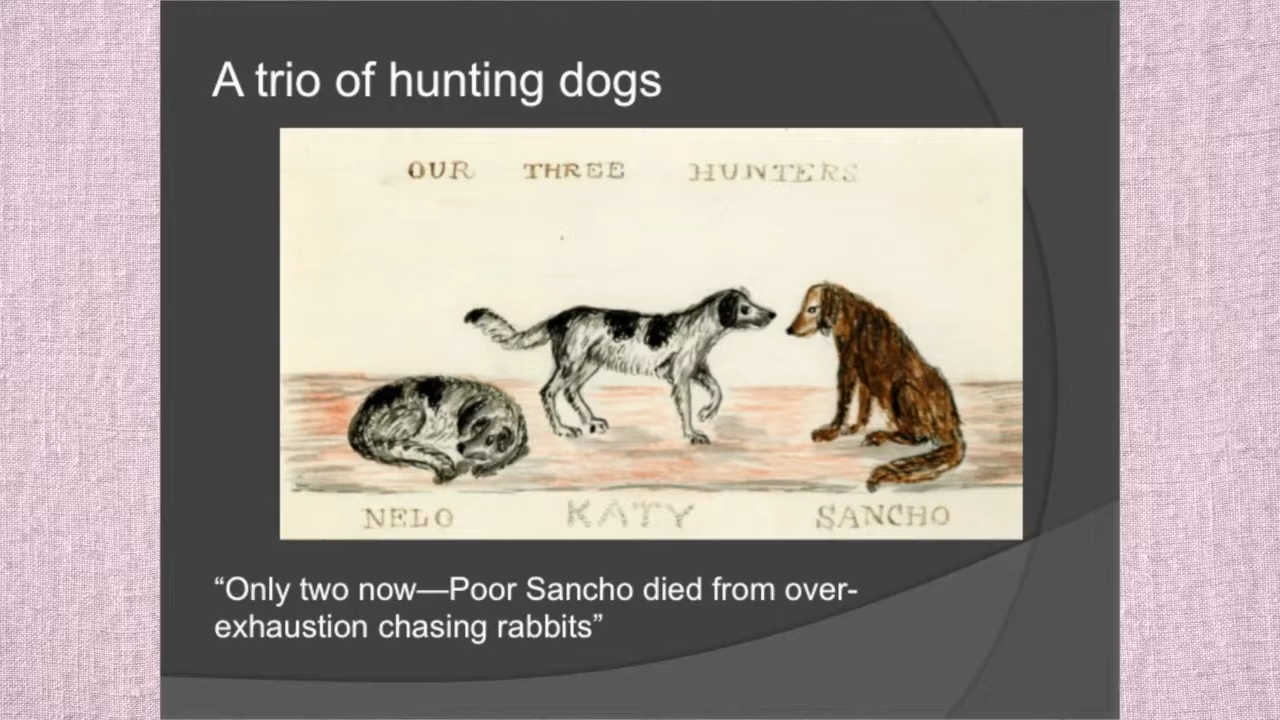 A trio of hunting dogs
OUR THREE HUNTERS
NELO KATY SANCHO
“Only two now—Poor Sancho died from over-
exhaustion chasing rabbits”